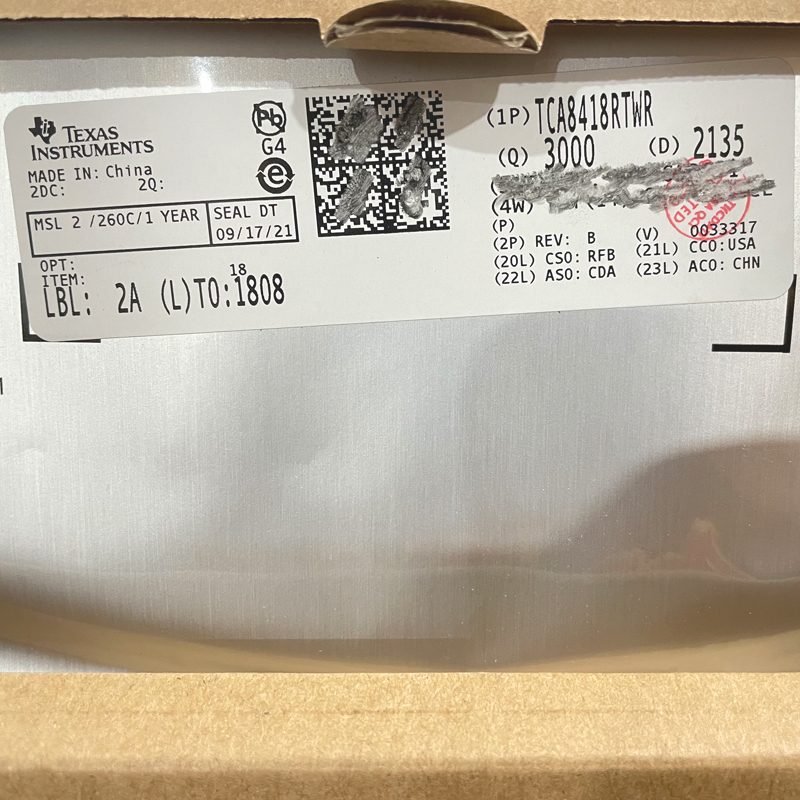 TEXAS
INSTRUMENTS
MADE IN: China
2DC: 2Q:
MSL 2 /260C/1 YEAR
SEAL DT
09/17/21
OPT:
ITEM: 18
LBL: 2A (L)TO:1808
Pb
G4
e
(1P) TCA8418RTWR
(Q) 3000 (D) 2135
(4W)
(P)
(2P) REV: B (V) 0033317
(20L) CSO: RFB (21L) CCO:USA
(22L) ASO: CDA (23L) ACO: CHN